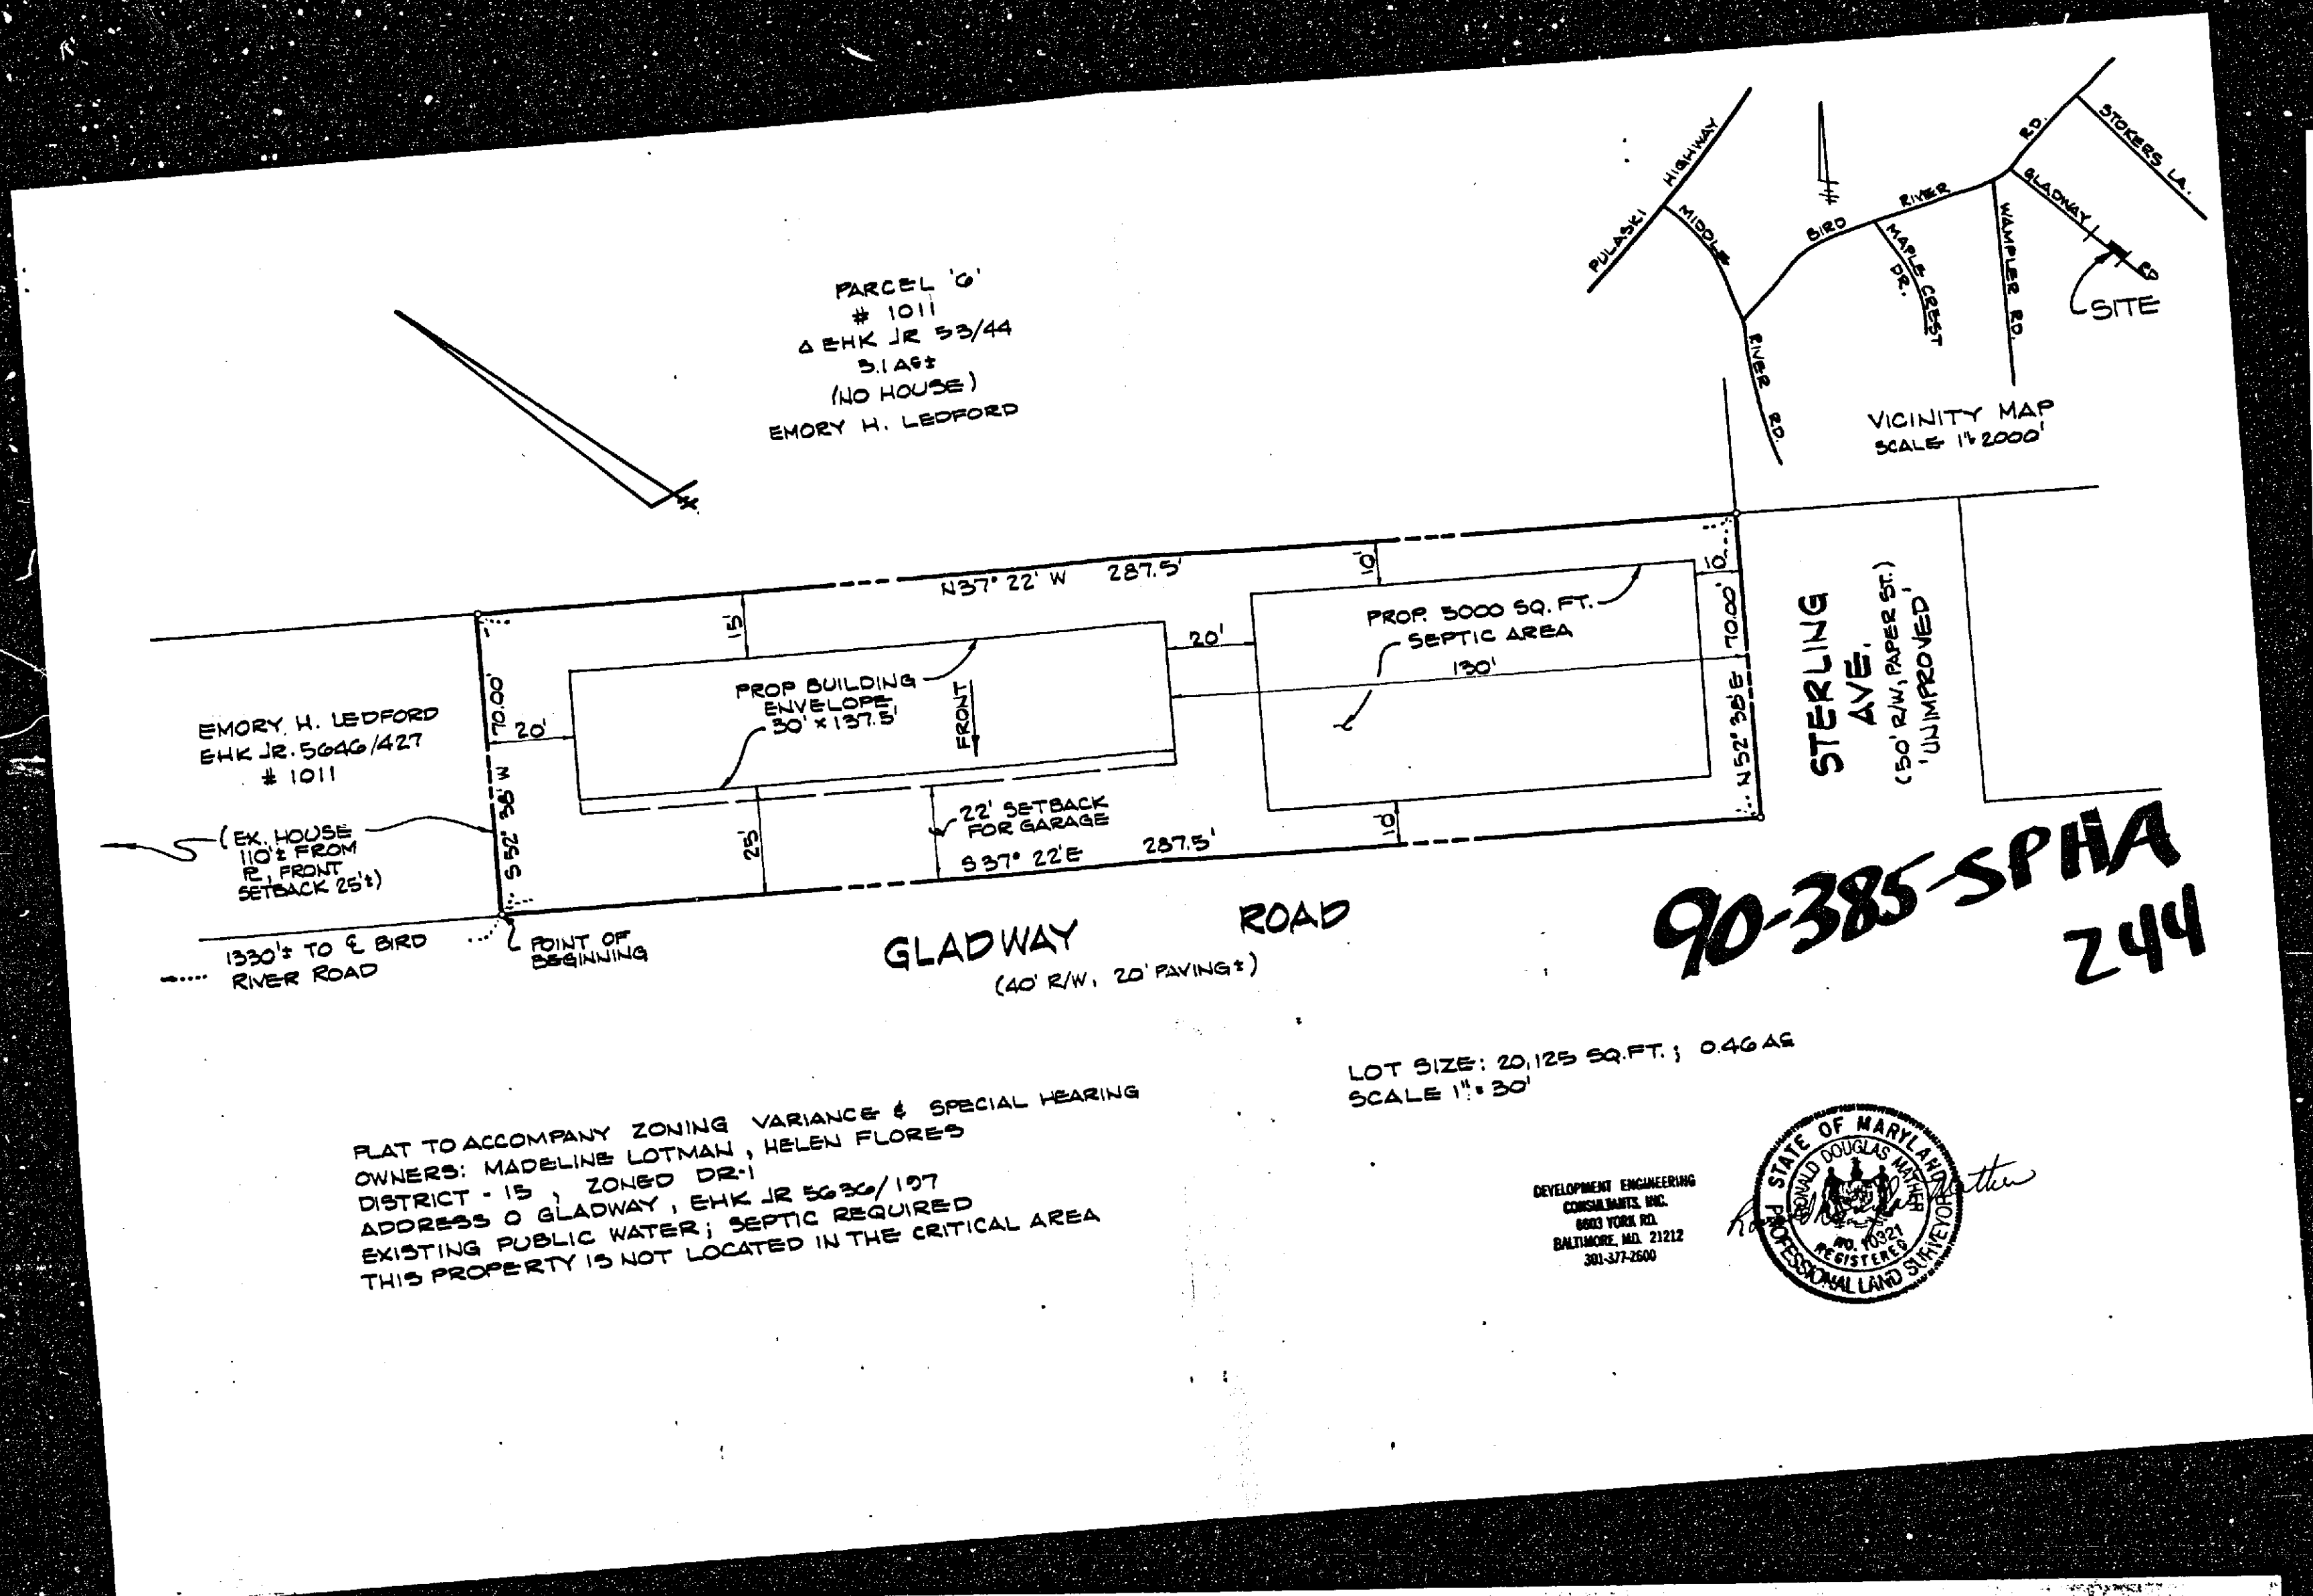 PARCEL 'G'
# 1011
Δ EHK JR 53/44
3.1 AC±
(NO HOUSE)
EMORY H. LEDFORD
PULASKI HIGHWAY
MIDDLE
RIVER RD.
BIRD RIVER RD.
MAPLE CREST
DR.
WAMPLER RD.
GLADWAY RD
STOKERS LA.
SITE
VICINITY MAP
SCALE 1"= 2000'
N37° 22' W 287.5'
10'
10'
15'
20'
PROP. 5000 SQ. FT.
SEPTIC AREA
130'
PROP BUILDING
ENVELOPE
30' x 137.5'
FRONT
70.00'
S 52° 38' W
20'
N 52° 38' E 70.00'
STERLING
AVE.
(50' R/W, PAPER ST.)
'UNIMPROVED'
EMORY H. LEDFORD
EHK JR. 5646/427
# 1011
(EX. HOUSE
110'± FROM
PL, FRONT
SETBACK 25'±)
25'
22' SETBACK
FOR GARAGE
10'
S 37° 22' E 287.5'
1330'± TO CL BIRD
RIVER ROAD
POINT OF
BEGINNING
GLADWAY ROAD
(40' R/W, 20' PAVING±)
90-385-SPHA
244
LOT SIZE: 20,125 SQ.FT.; 0.46 AC
SCALE 1"= 30'
PLAT TO ACCOMPANY ZONING VARIANCE & SPECIAL HEARING
OWNERS: MADELINE LOTMAN, HELEN FLORES
DISTRICT - 15, ZONED DR-1
ADDRESS 0 GLADWAY, EHK JR 5636/197
EXISTING PUBLIC WATER; SEPTIC REQUIRED
THIS PROPERTY IS NOT LOCATED IN THE CRITICAL AREA
DEVELOPMENT ENGINEERING
CONSULTANTS, INC.
6603 YORK RD.
BALTIMORE, MD. 21212
301-377-2600
STATE OF MARYLAND
RONALD DOUGLAS MATHER
NO. 10321
REGISTERED
PROFESSIONAL LAND SURVEYOR